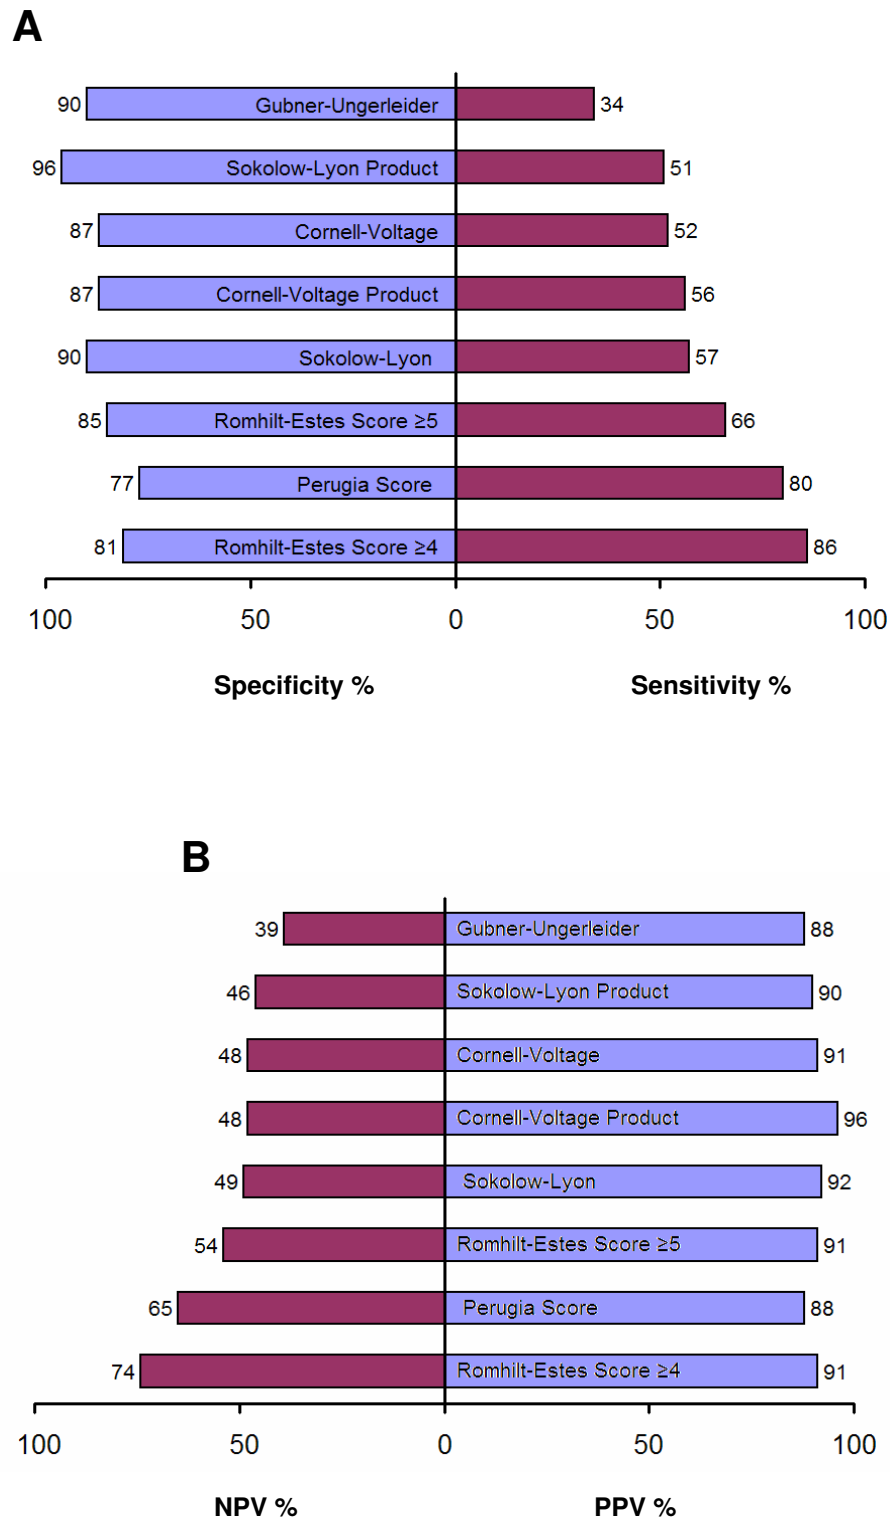 A
90 Gubner-Ungerleider 34
96 Sokolow-Lyon Product 51
87 Cornell-Voltage 52
87 Cornell-Voltage Product 56
90 Sokolow-Lyon 57
85 Romhilt-Estes Score ≥5 66
77 Perugia Score 80
81 Romhilt-Estes Score ≥4 86
100 50 0 50 100
Specificity % Sensitivity %
B
39 Gubner-Ungerleider 88
46 Sokolow-Lyon Product 90
48 Cornell-Voltage 91
48 Cornell-Voltage Product 96
49 Sokolow-Lyon 92
54 Romhilt-Estes Score ≥5 91
65 Perugia Score 88
74 Romhilt-Estes Score ≥4 91
100 50 0 50 100
NPV % PPV %